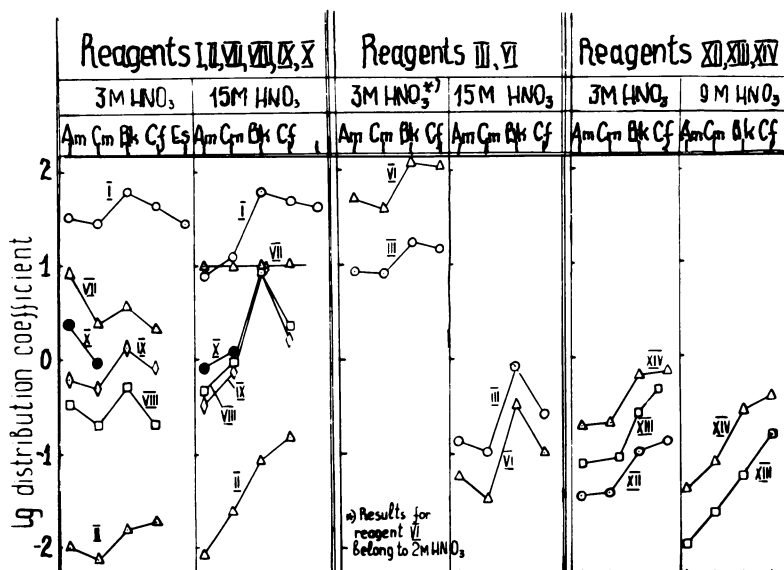 Reagents I,II,VII,VIII,IX,X
Reagents III,VI
Reagents XII,XIII,XIV
3M HNO₃
15M HNO₃
3M HNO₃*)
15M HNO₃
3M HNO₃
9M HNO₃
Am Cm Bk Cf Es
Am Cm Bk Cf
Am Cm Bk Cf
Am Cm Bk Cf
Am Cm Bk Cf
Am Cm Bk Cf
lg distribution coefficient
2
1
0
-1
-2
I
VII
X
IX
VIII
II
I
VII
X
IX
VIII
II
VI
III
III
VI
*) Results for
reagent VI
belong to 2M HNO₃
XIV
XIII
XII
XIV
XIII